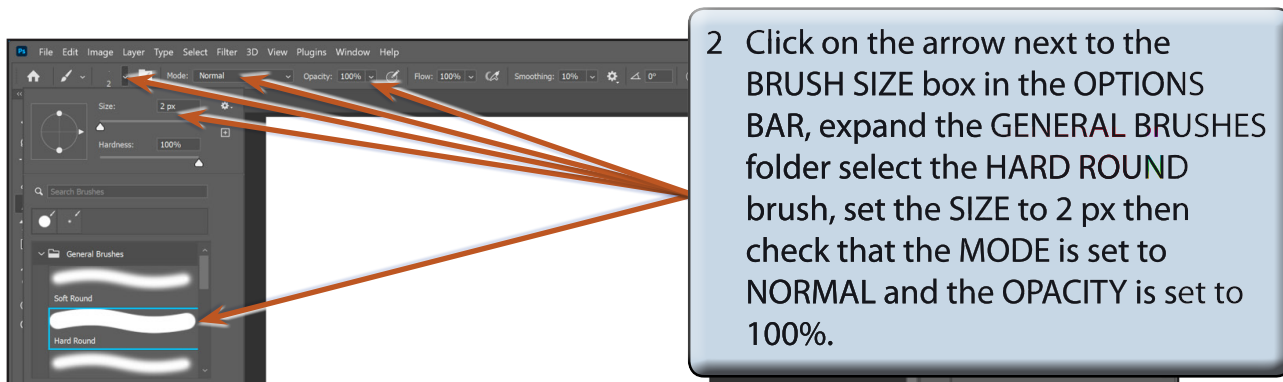 Ps File Edit Image Layer Type Select Filter 3D View Plugins Window Help
2 Mode: Normal Opacity: 100% Flow: 100% Smoothing: 10% 0°
Size: 2 px
Hardness: 100%
Search Brushes
General Brushes
Soft Round
Hard Round
2 Click on the arrow next to the
BRUSH SIZE box in the OPTIONS
BAR, expand the GENERAL BRUSHES
folder select the HARD ROUND
brush, set the SIZE to 2 px then
check that the MODE is set to
NORMAL and the OPACITY is set to
100%.